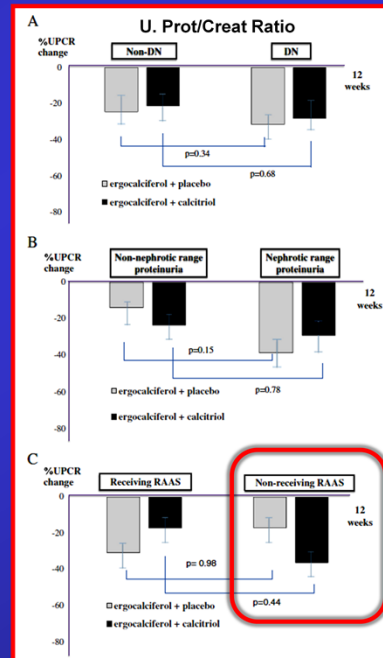 U. Prot/Creat Ratio
A
%UPCR
change
Non-DN
DN
0
-20
-40
-60
-80
12
weeks
p=0.34
p=0.68
ergocalciferol + placebo
ergocalciferol + calcitriol
B
%UPCR
change
Non-nephrotic range
proteinuria
Nephrotic range
proteinuria
0
-20
-40
-60
-80
12
weeks
p=0.15
p=0.78
ergocalciferol + placebo
ergocalciferol + calcitriol
C
%UPCR
change
Receiving RAAS
Non-receiving RAAS
0
-20
-40
-60
-80
12
weeks
p= 0.98
p=0.44
ergocalciferol + placebo
ergocalciferol + calcitriol